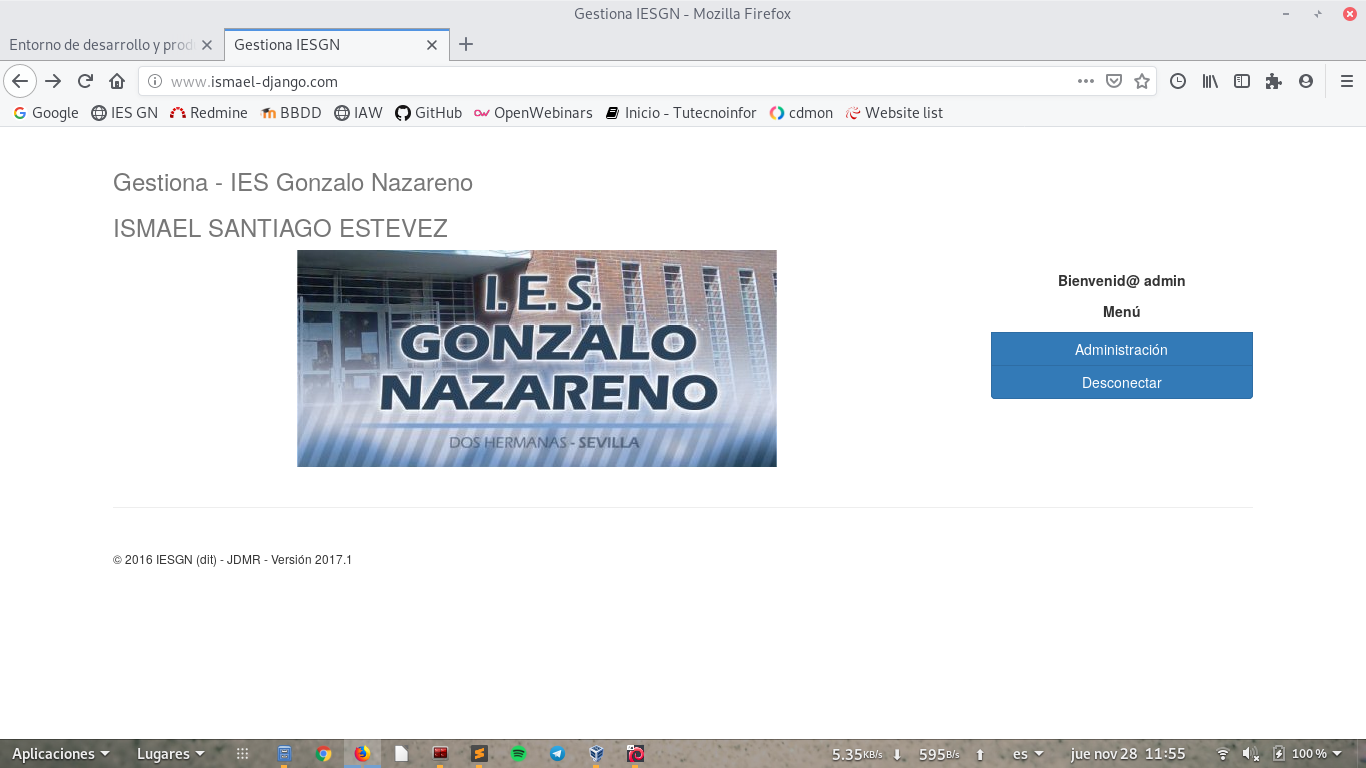 Gestiona IESGN - Mozilla Firefox
Entorno de desarrollo y prod
Gestiona IESGN
www.ismael-django.com
Google IES GN Redmine BBDD IAW GitHub OpenWebinars Inicio - Tutecnoinfor cdmon Website list
Gestiona - IES Gonzalo Nazareno
ISMAEL SANTIAGO ESTEVEZ
I.E.S.
GONZALO
NAZARENO
DOS HERMANAS - SEVILLA
Bienvenid@ admin
Menú
Administración
Desconectar
© 2016 IESGN (dit) - JDMR - Versión 2017.1
Aplicaciones Lugares 5.35KB/s 595B/s es jue nov 28 11:55 100 %